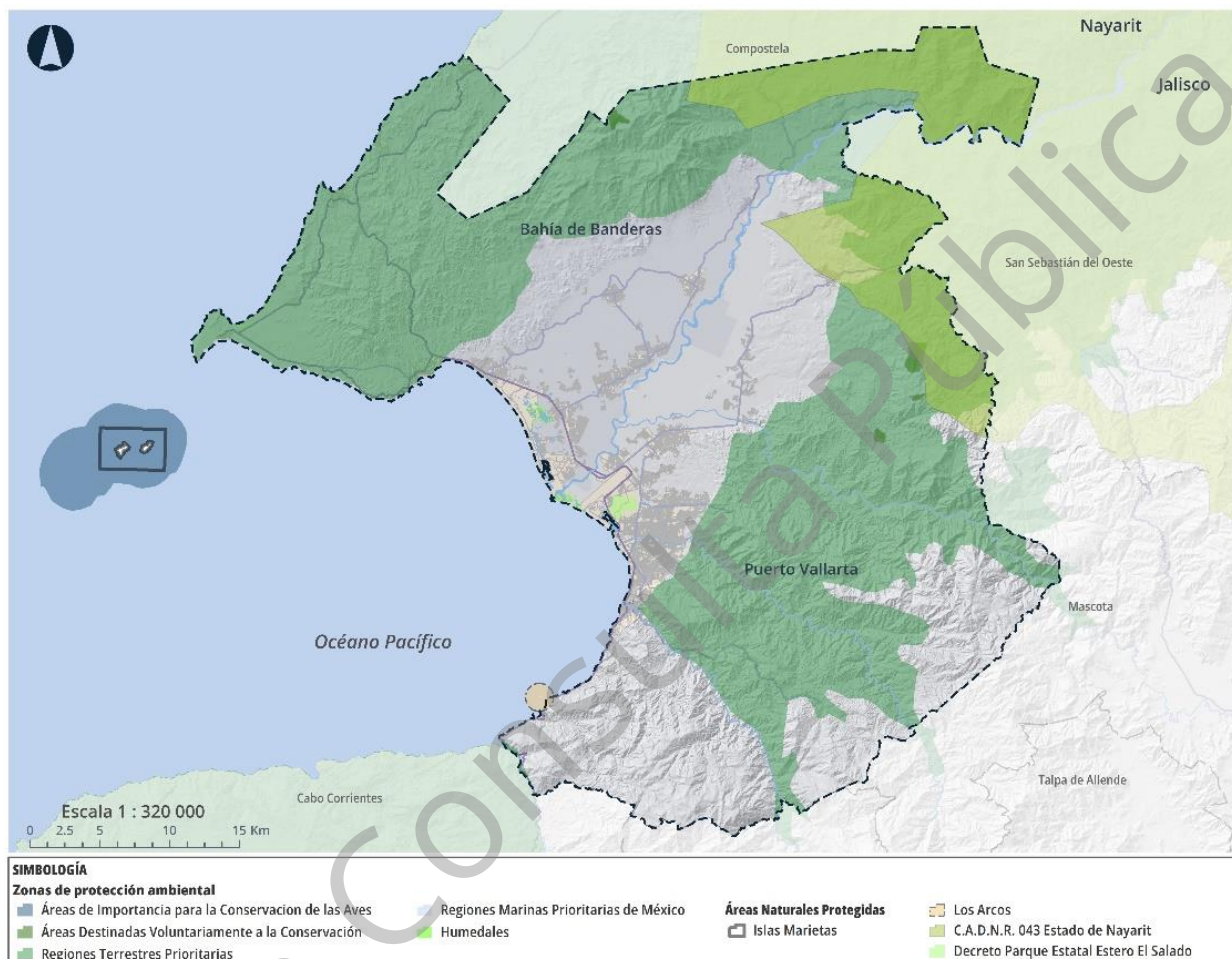 Nayarit
Compostela
Jalisco
Bahía de Banderas
San Sebastián del Oeste
Puerto Vallarta
Mascota
Océano Pacífico
Talpa de Allende
Cabo Corrientes
Escala 1 : 320 000
0 2.5 5 10 15 Km
Consulta Pública
SIMBOLOGÍA
Zonas de protección ambiental
Áreas de Importancia para la Conservacion de las Aves
Áreas Destinadas Voluntariamente a la Conservación
Regiones Terrestres Prioritarias
Regiones Marinas Prioritarias de México
Humedales
Áreas Naturales Protegidas
Islas Marietas
Los Arcos
C.A.D.N.R. 043 Estado de Nayarit
Decreto Parque Estatal Estero El Salado